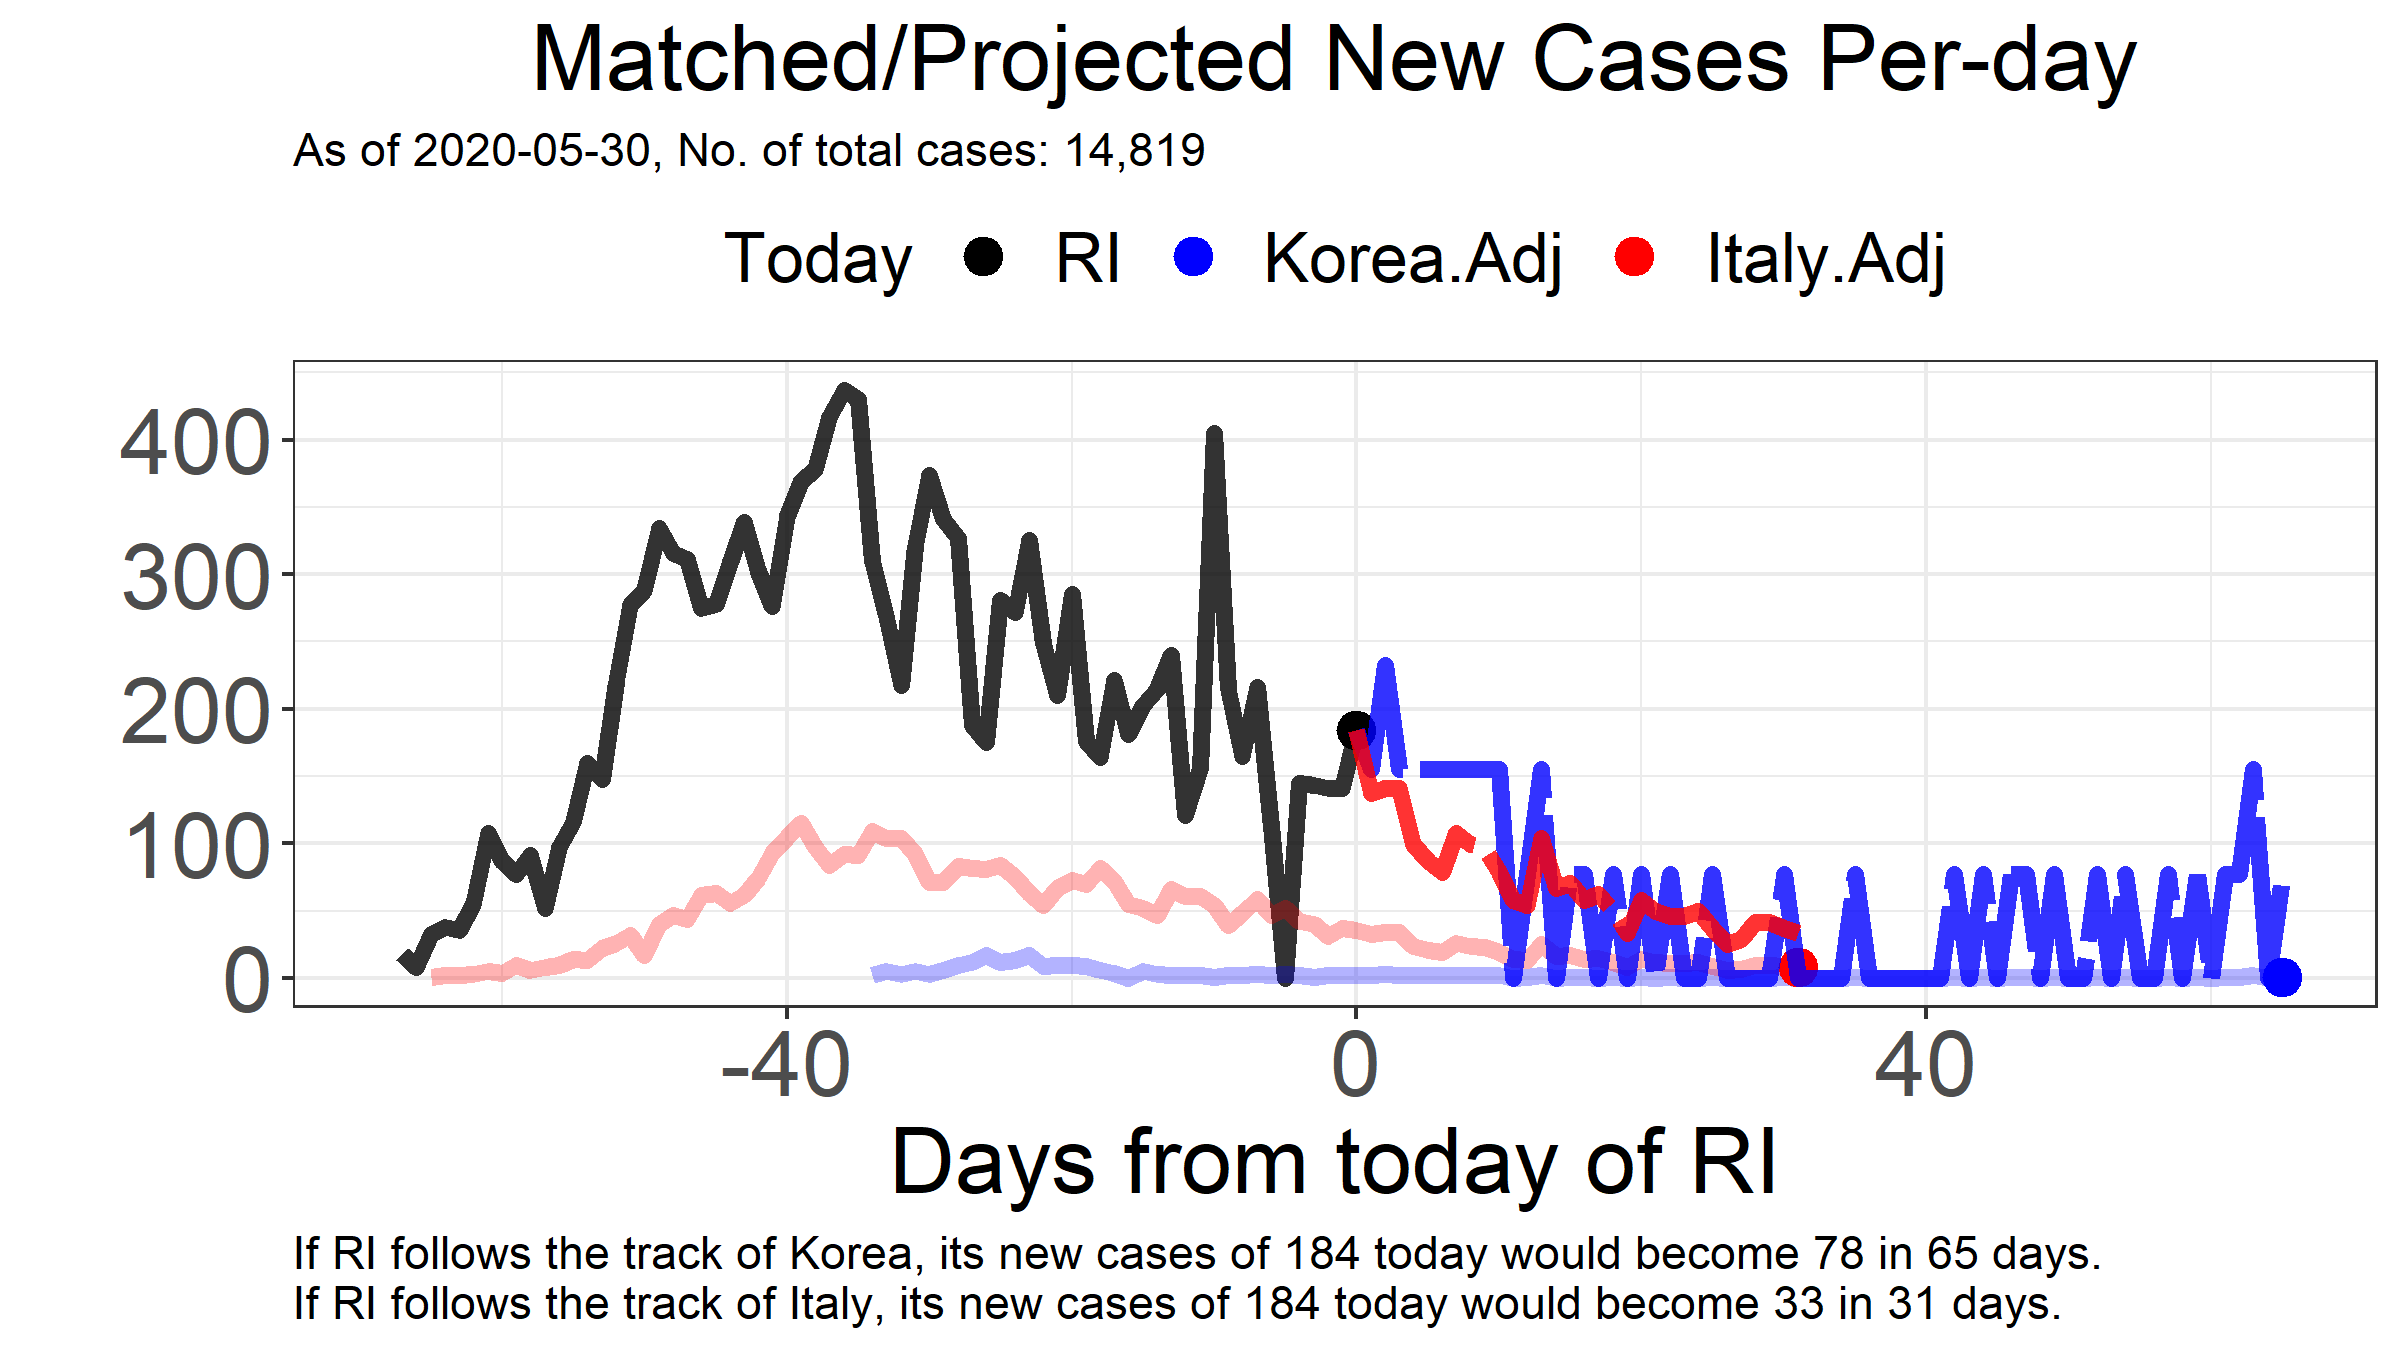 Matched/Projected New Cases Per-day
As of 2020-05-30, No. of total cases: 14,819
Today RI Korea.Adj Italy.Adj
400
300
200
100
0
-40 0 40
Days from today of RI
If RI follows the track of Korea, its new cases of 184 today would become 78 in 65 days.
If RI follows the track of Italy, its new cases of 184 today would become 33 in 31 days.